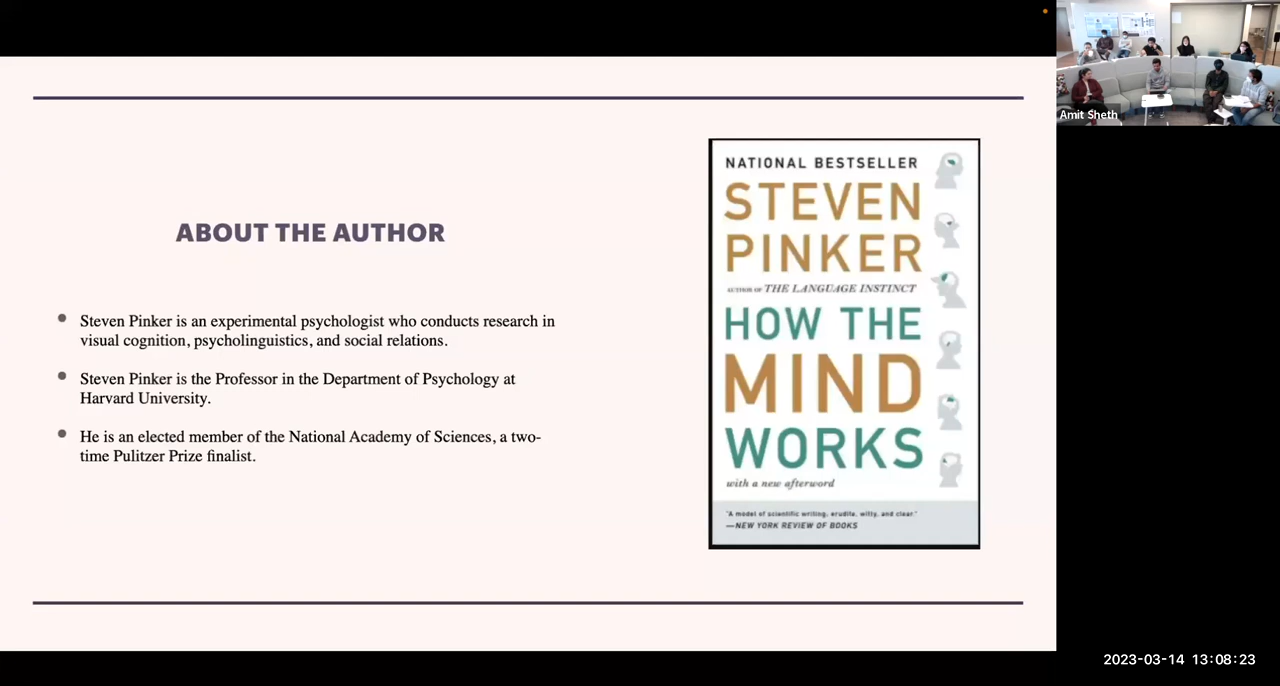 Amit Sheth
ABOUT THE AUTHOR
Steven Pinker is an experimental psychologist who conducts research in
visual cognition, psycholinguistics, and social relations.
Steven Pinker is the Professor in the Department of Psychology at
Harvard University.
He is an elected member of the National Academy of Sciences, a two-
time Pulitzer Prize finalist.
NATIONAL BESTSELLER
STEVEN
PINKER
AUTHOR OF THE LANGUAGE INSTINCT
HOW THE
MIND
WORKS
with a new afterword
"A model of scientific writing: erudite, witty, and clear."
—NEW YORK REVIEW OF BOOKS
2023-03-14 13:08:23